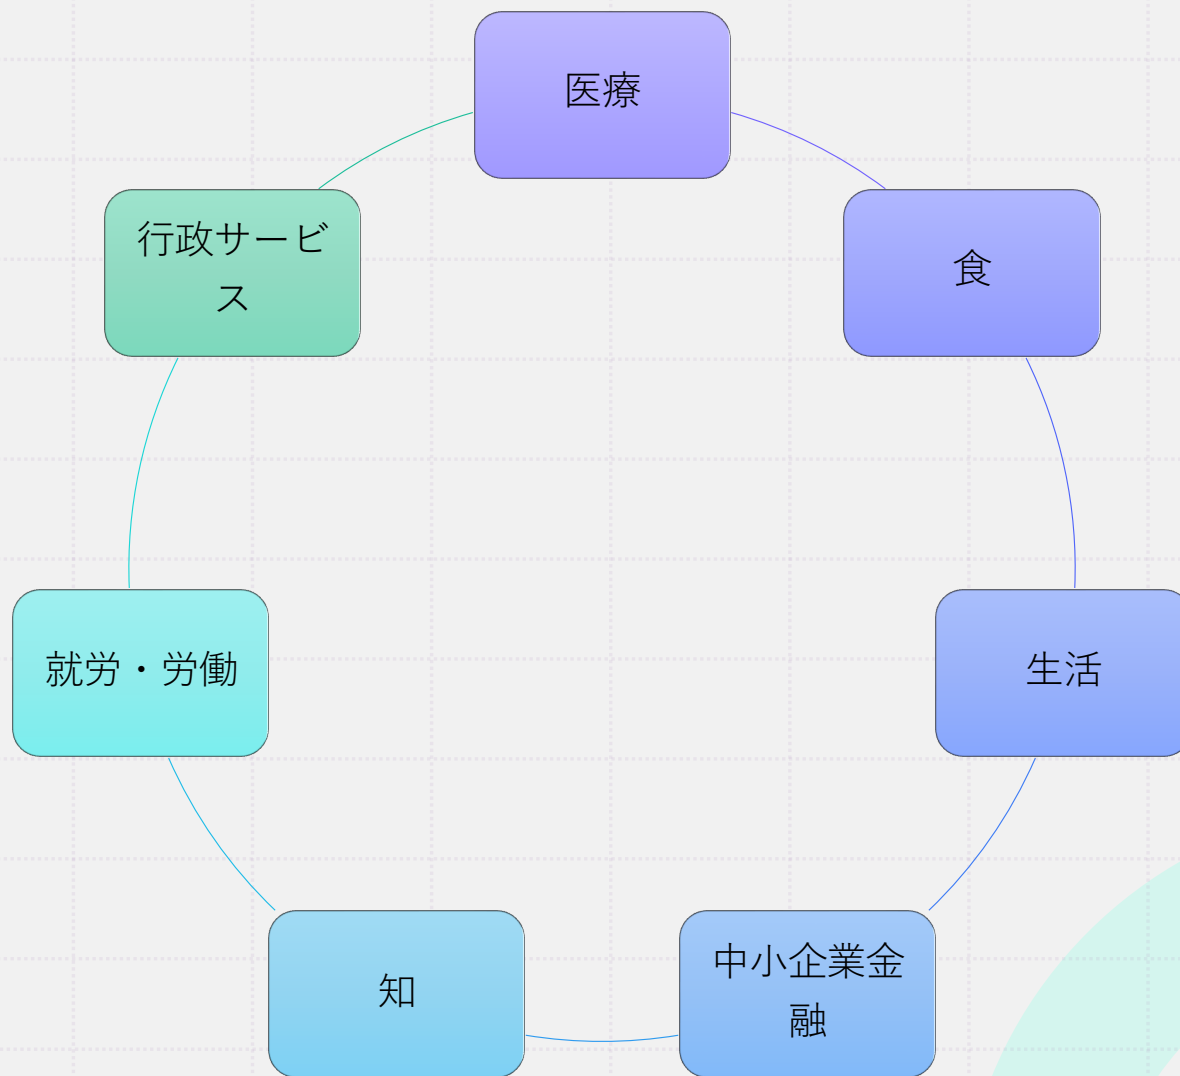 医療
食
生活
中小企業金
融
知
就労・労働
行政サービ
ス